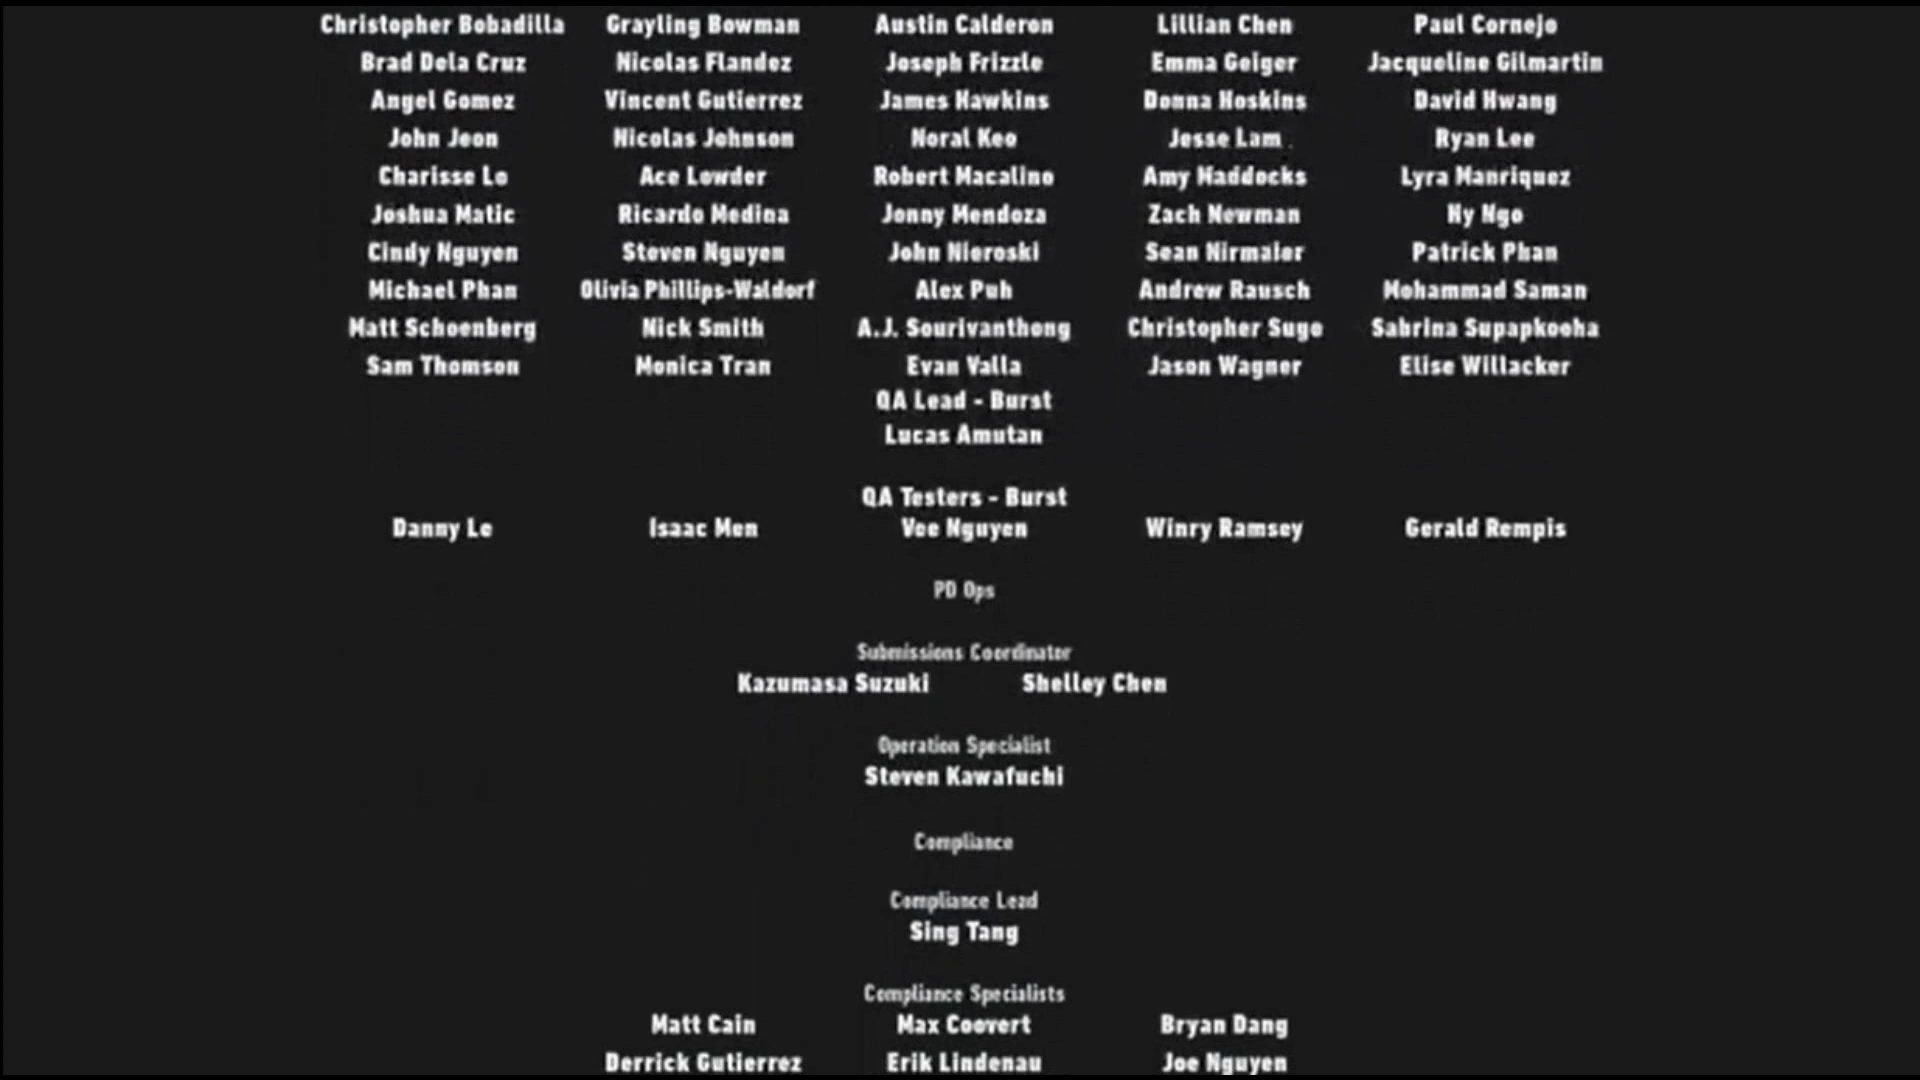 Christopher Bobadilla Grayling Bowman Austin Calderon Lillian Chen Paul Cornejo
Brad Dela Cruz Nicolas Flandez Joseph Frizzle Emma Geiger Jacqueline Gilmartin
Angel Gomez Vincent Gutierrez James Hawkins Donna Hoskins David Hwang
John Jeon Nicolas Johnson Noral Keo Jesse Lam Ryan Lee
Charisse Lo Ace Lowder Robert Macalino Amy Maddocks Lyra Manriquez
Joshua Matic Ricardo Medina Jonny Mendoza Zach Newman Ny Ngo
Cindy Nguyen Steven Nguyen John Nieroski Sean Nirmaier Patrick Phan
Michael Phan Olivia Phillips-Waldorf Alex Puh Andrew Rausch Mohammad Saman
Matt Schoenberg Nick Smith A.J. Sourivanthong Christopher Sugo Sabrina Supapkoeha
Sam Thomson Monica Tran Evan Valla Jason Wagner Elise Willacker
QA Lead - Burst
Lucas Amutan
QA Testers - Burst
Danny Le Isaac Men Vee Nguyen Winry Ramsey Gerald Rempis
PD Ops
Submissions Coordinator
Kazumasa Suzuki Shelley Chen
Operation Specialist
Steven Kawafuchi
Compliance
Compliance Lead
Sing Tang
Compliance Specialists
Matt Cain Max Coovert Bryan Dang
Derrick Gutierrez Erik Lindenau Joe Nguyen